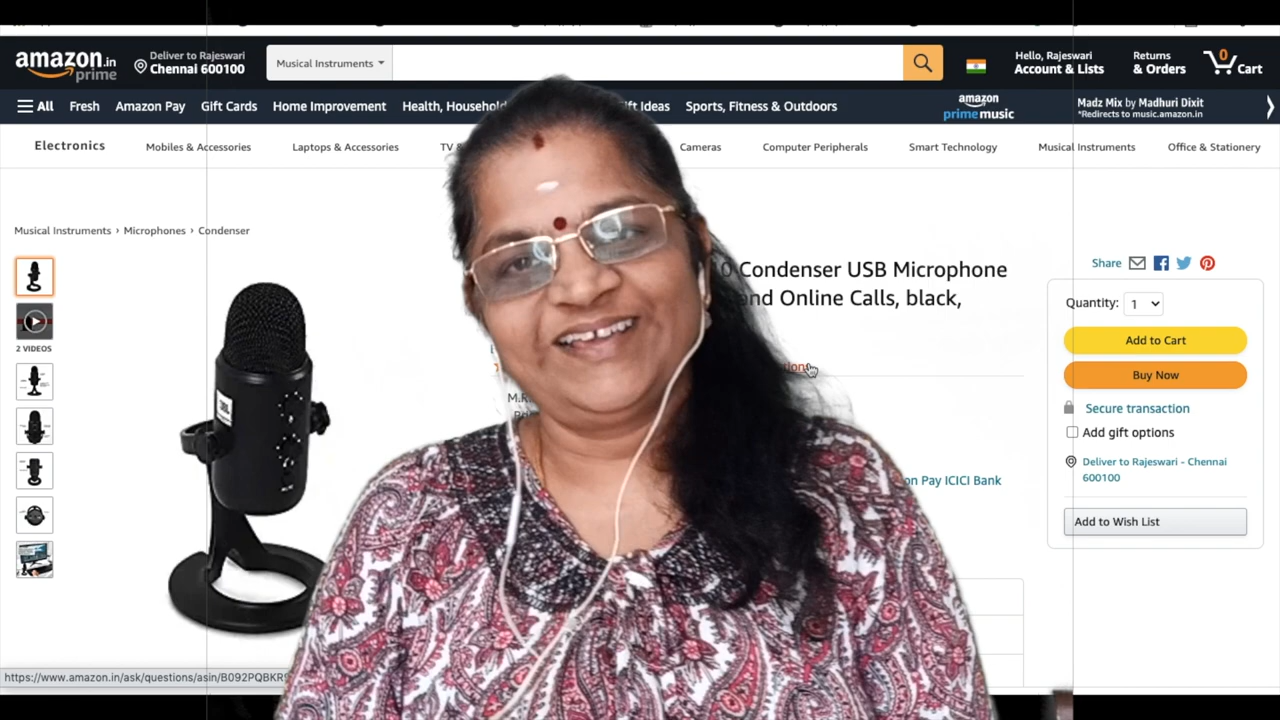 amazon.in
prime
Deliver to Rajeswari
Chennai 600100
Musical Instruments
Hello, Rajeswari
Account & Lists
Returns
& Orders
0
Cart
All Fresh Amazon Pay Gift Cards Home Improvement Health, Household ft Ideas Sports, Fitness & Outdoors
amazon
prime music
Madz Mix by Madhuri Dixit
*Redirects to music.amazon.in
Electronics Mobiles & Accessories Laptops & Accessories TV & Cameras Computer Peripherals Smart Technology Musical Instruments Office & Stationery
Musical Instruments › Microphones › Condenser
2 VIDEOS
JBL
0 Condenser USB Microphone
and Online Calls, black,
M.R
on Pay ICICI Bank
Share
Quantity: 1
Add to Cart
Buy Now
Secure transaction
Add gift options
Deliver to Rajeswari - Chennai
600100
Add to Wish List
https://www.amazon.in/ask/questions/asin/B092PQBKR